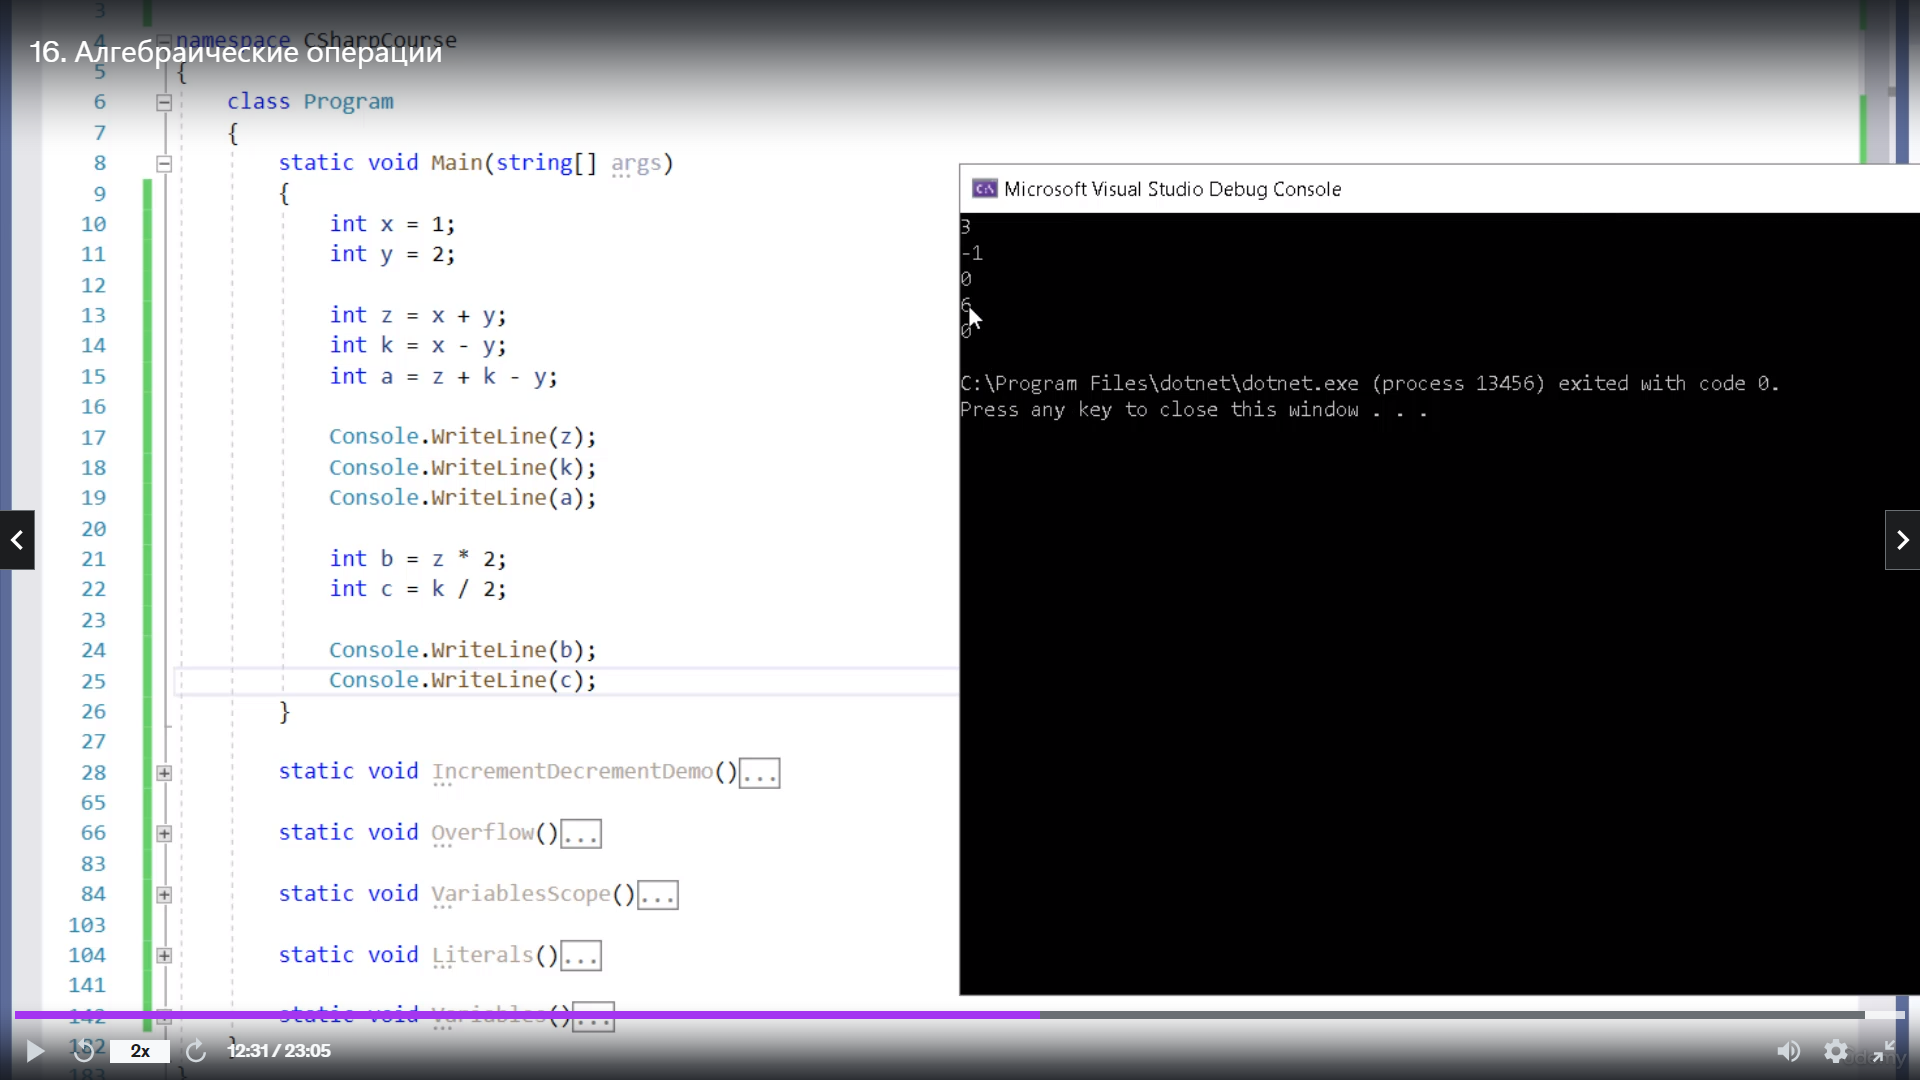 3
4 namespace CSharpCourse
16. Алгебраические операции
5 {
6 class Program
7 {
8 static void Main(string[] args)
9 {
10 int x = 1;
11 int y = 2;
12
13 int z = x + y;
14 int k = x - y;
15 int a = z + k - y;
16
17 Console.WriteLine(z);
18 Console.WriteLine(k);
19 Console.WriteLine(a);
20
21 int b = z * 2;
22 int c = k / 2;
23
24 Console.WriteLine(b);
25 Console.WriteLine(c);
26 }
27
28 static void IncrementDecrementDemo()...
65
66 static void Overflow()...
83
84 static void VariablesScope()...
103
104 static void Literals()...
141
142 static void Variables()...
182 }
183 }
C:\ Microsoft Visual Studio Debug Console
3
-1
0
6
0
C:\Program Files\dotnet\dotnet.exe (process 13456) exited with code 0.
Press any key to close this window . . .
2x
12:31 / 23:05
Udemy